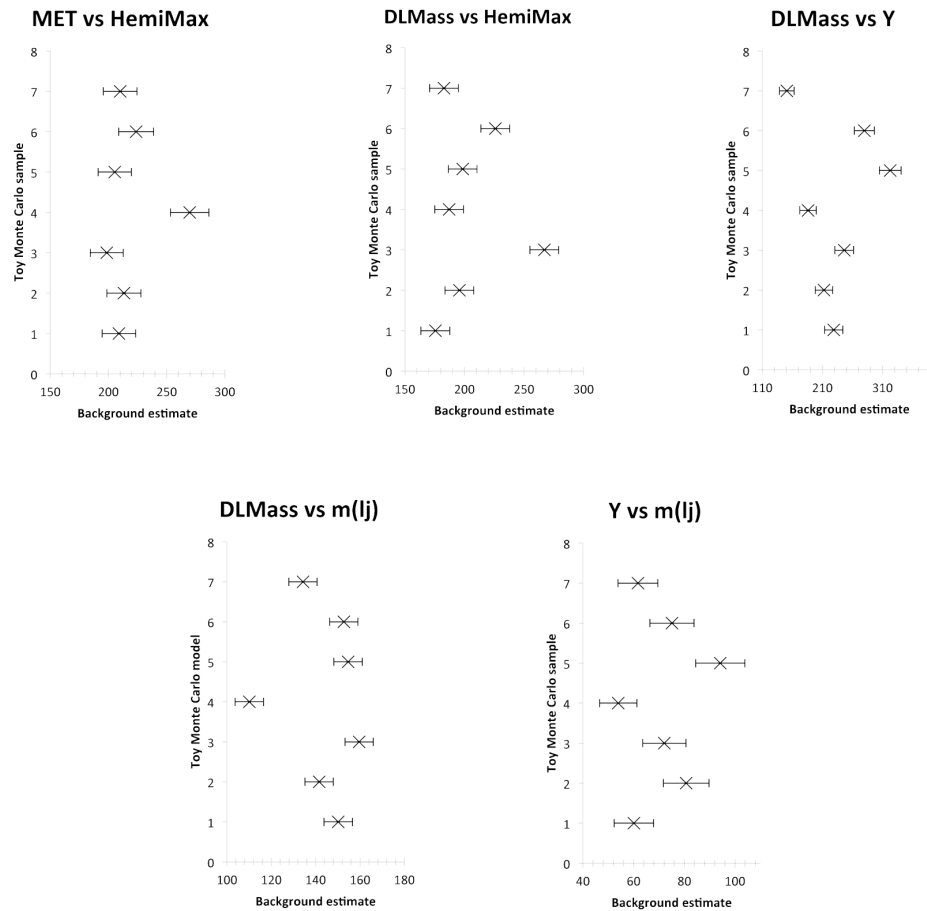 MET vs HemiMax
8
7
6
5
4
3
2
1
0
150 200 250 300
Toy Monte Carlo sample
Background estimate
DLMass vs HemiMax
8
7
6
5
4
3
2
1
0
150 200 250 300
Toy Monte Carlo sample
Background estimate
DLMass vs Y
8
7
6
5
4
3
2
1
0
110 210 310
Toy Monte Carlo sample
Background estimate
DLMass vs m(lj)
8
7
6
5
4
3
2
1
0
100 120 140 160 180
Toy Monte Carlo model
Background estimate
Y vs m(lj)
8
7
6
5
4
3
2
1
0
40 60 80 100
Toy Monte Carlo sample
Background estimate